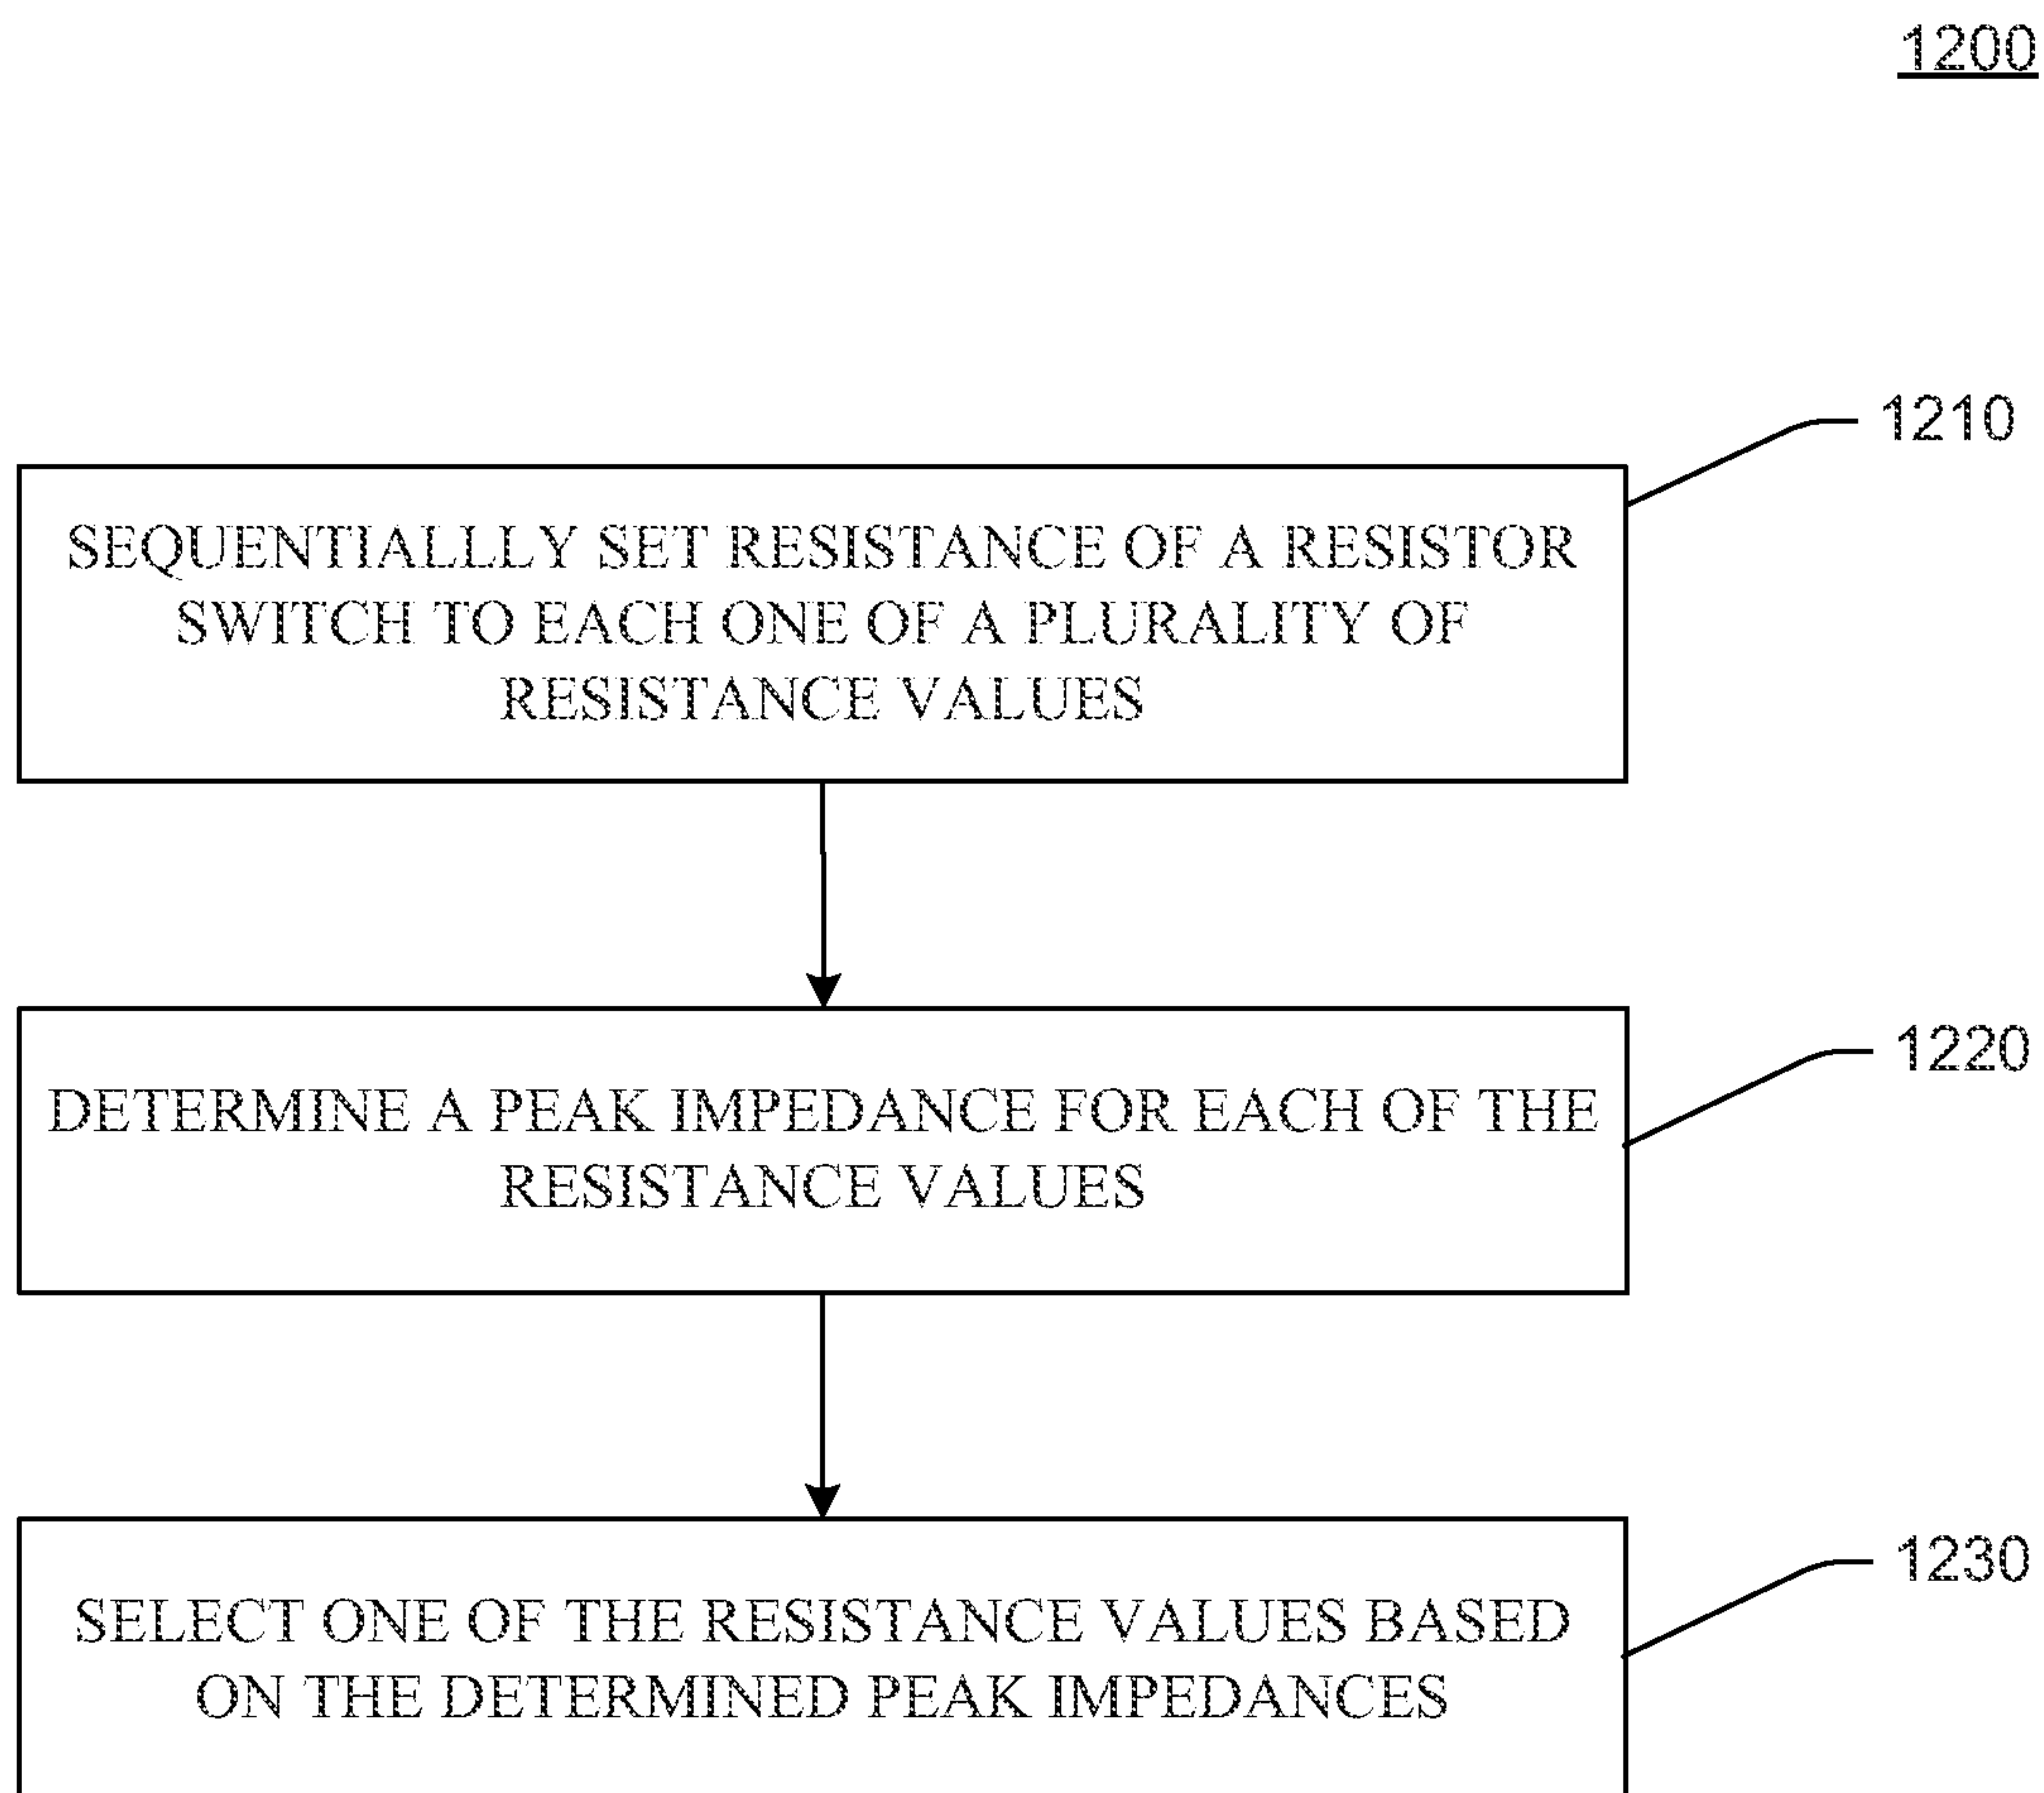 1200
1210
SEQUENTIALLLY SET RESISTANCE OF A RESISTOR
SWITCH TO EACH ONE OF A PLURALITY OF
RESISTANCE VALUES
1220
DETERMINE A PEAK IMPEDANCE FOR EACH OF THE
RESISTANCE VALUES
1230
SELECT ONE OF THE RESISTANCE VALUES BASED
ON THE DETERMINED PEAK IMPEDANCES